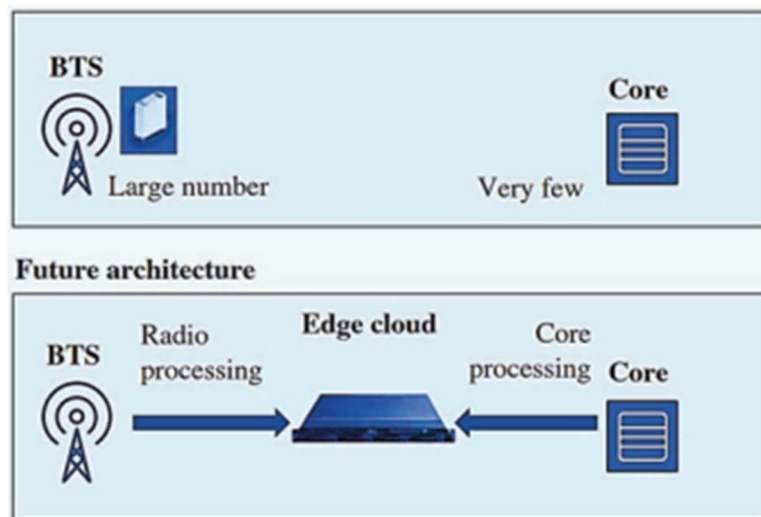 BTS
Core
Large number
Very few
Future architecture
Radio
processing
Edge cloud
Core
processing
BTS
Core